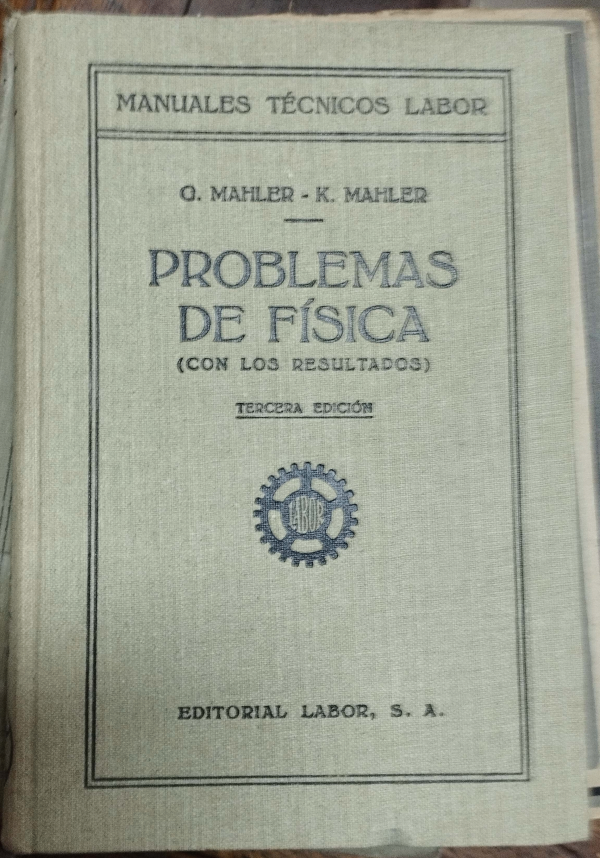 MANUALES TÉCNICOS LABOR
G. MAHLER - K. MAHLER
PROBLEMAS
DE FÍSICA
(CON LOS RESULTADOS)
TERCERA EDICIÓN
LABOR
EDITORIAL LABOR, S. A.